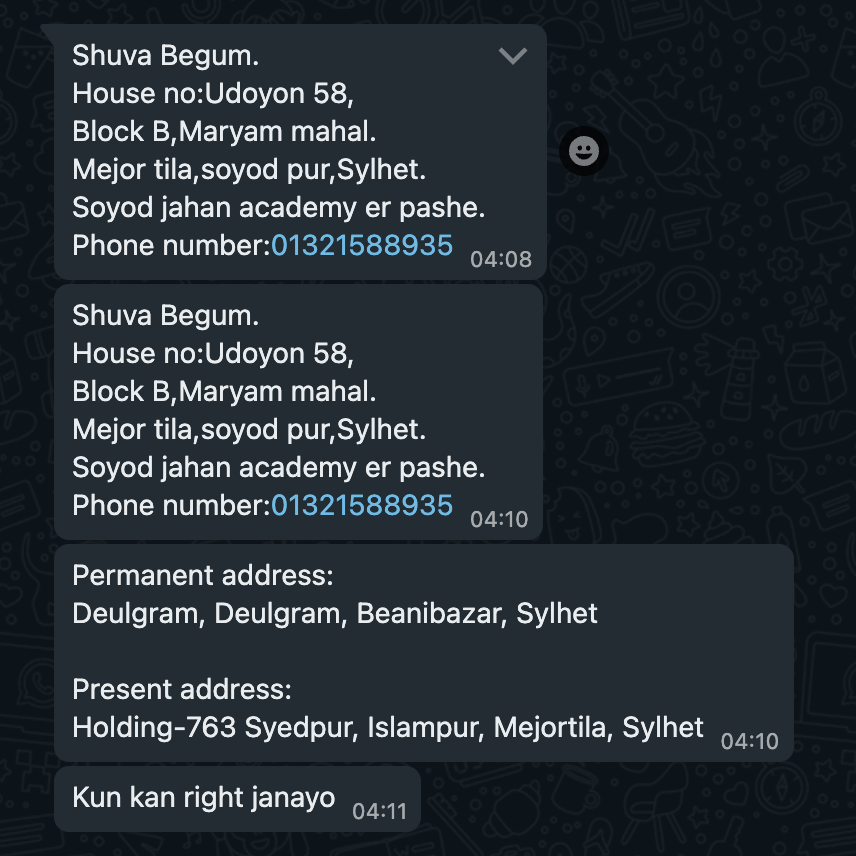 Shuva Begum.
House no:Udoyon 58,
Block B,Maryam mahal.
Mejor tila,soyod pur,Sylhet.
Soyod jahan academy er pashe.
Phone number:01321588935
04:08
Shuva Begum.
House no:Udoyon 58,
Block B,Maryam mahal.
Mejor tila,soyod pur,Sylhet.
Soyod jahan academy er pashe.
Phone number:01321588935
04:10
Permanent address:
Deulgram, Deulgram, Beanibazar, Sylhet
Present address:
Holding-763 Syedpur, Islampur, Mejortila, Sylhet
04:10
Kun kan right janayo
04:11